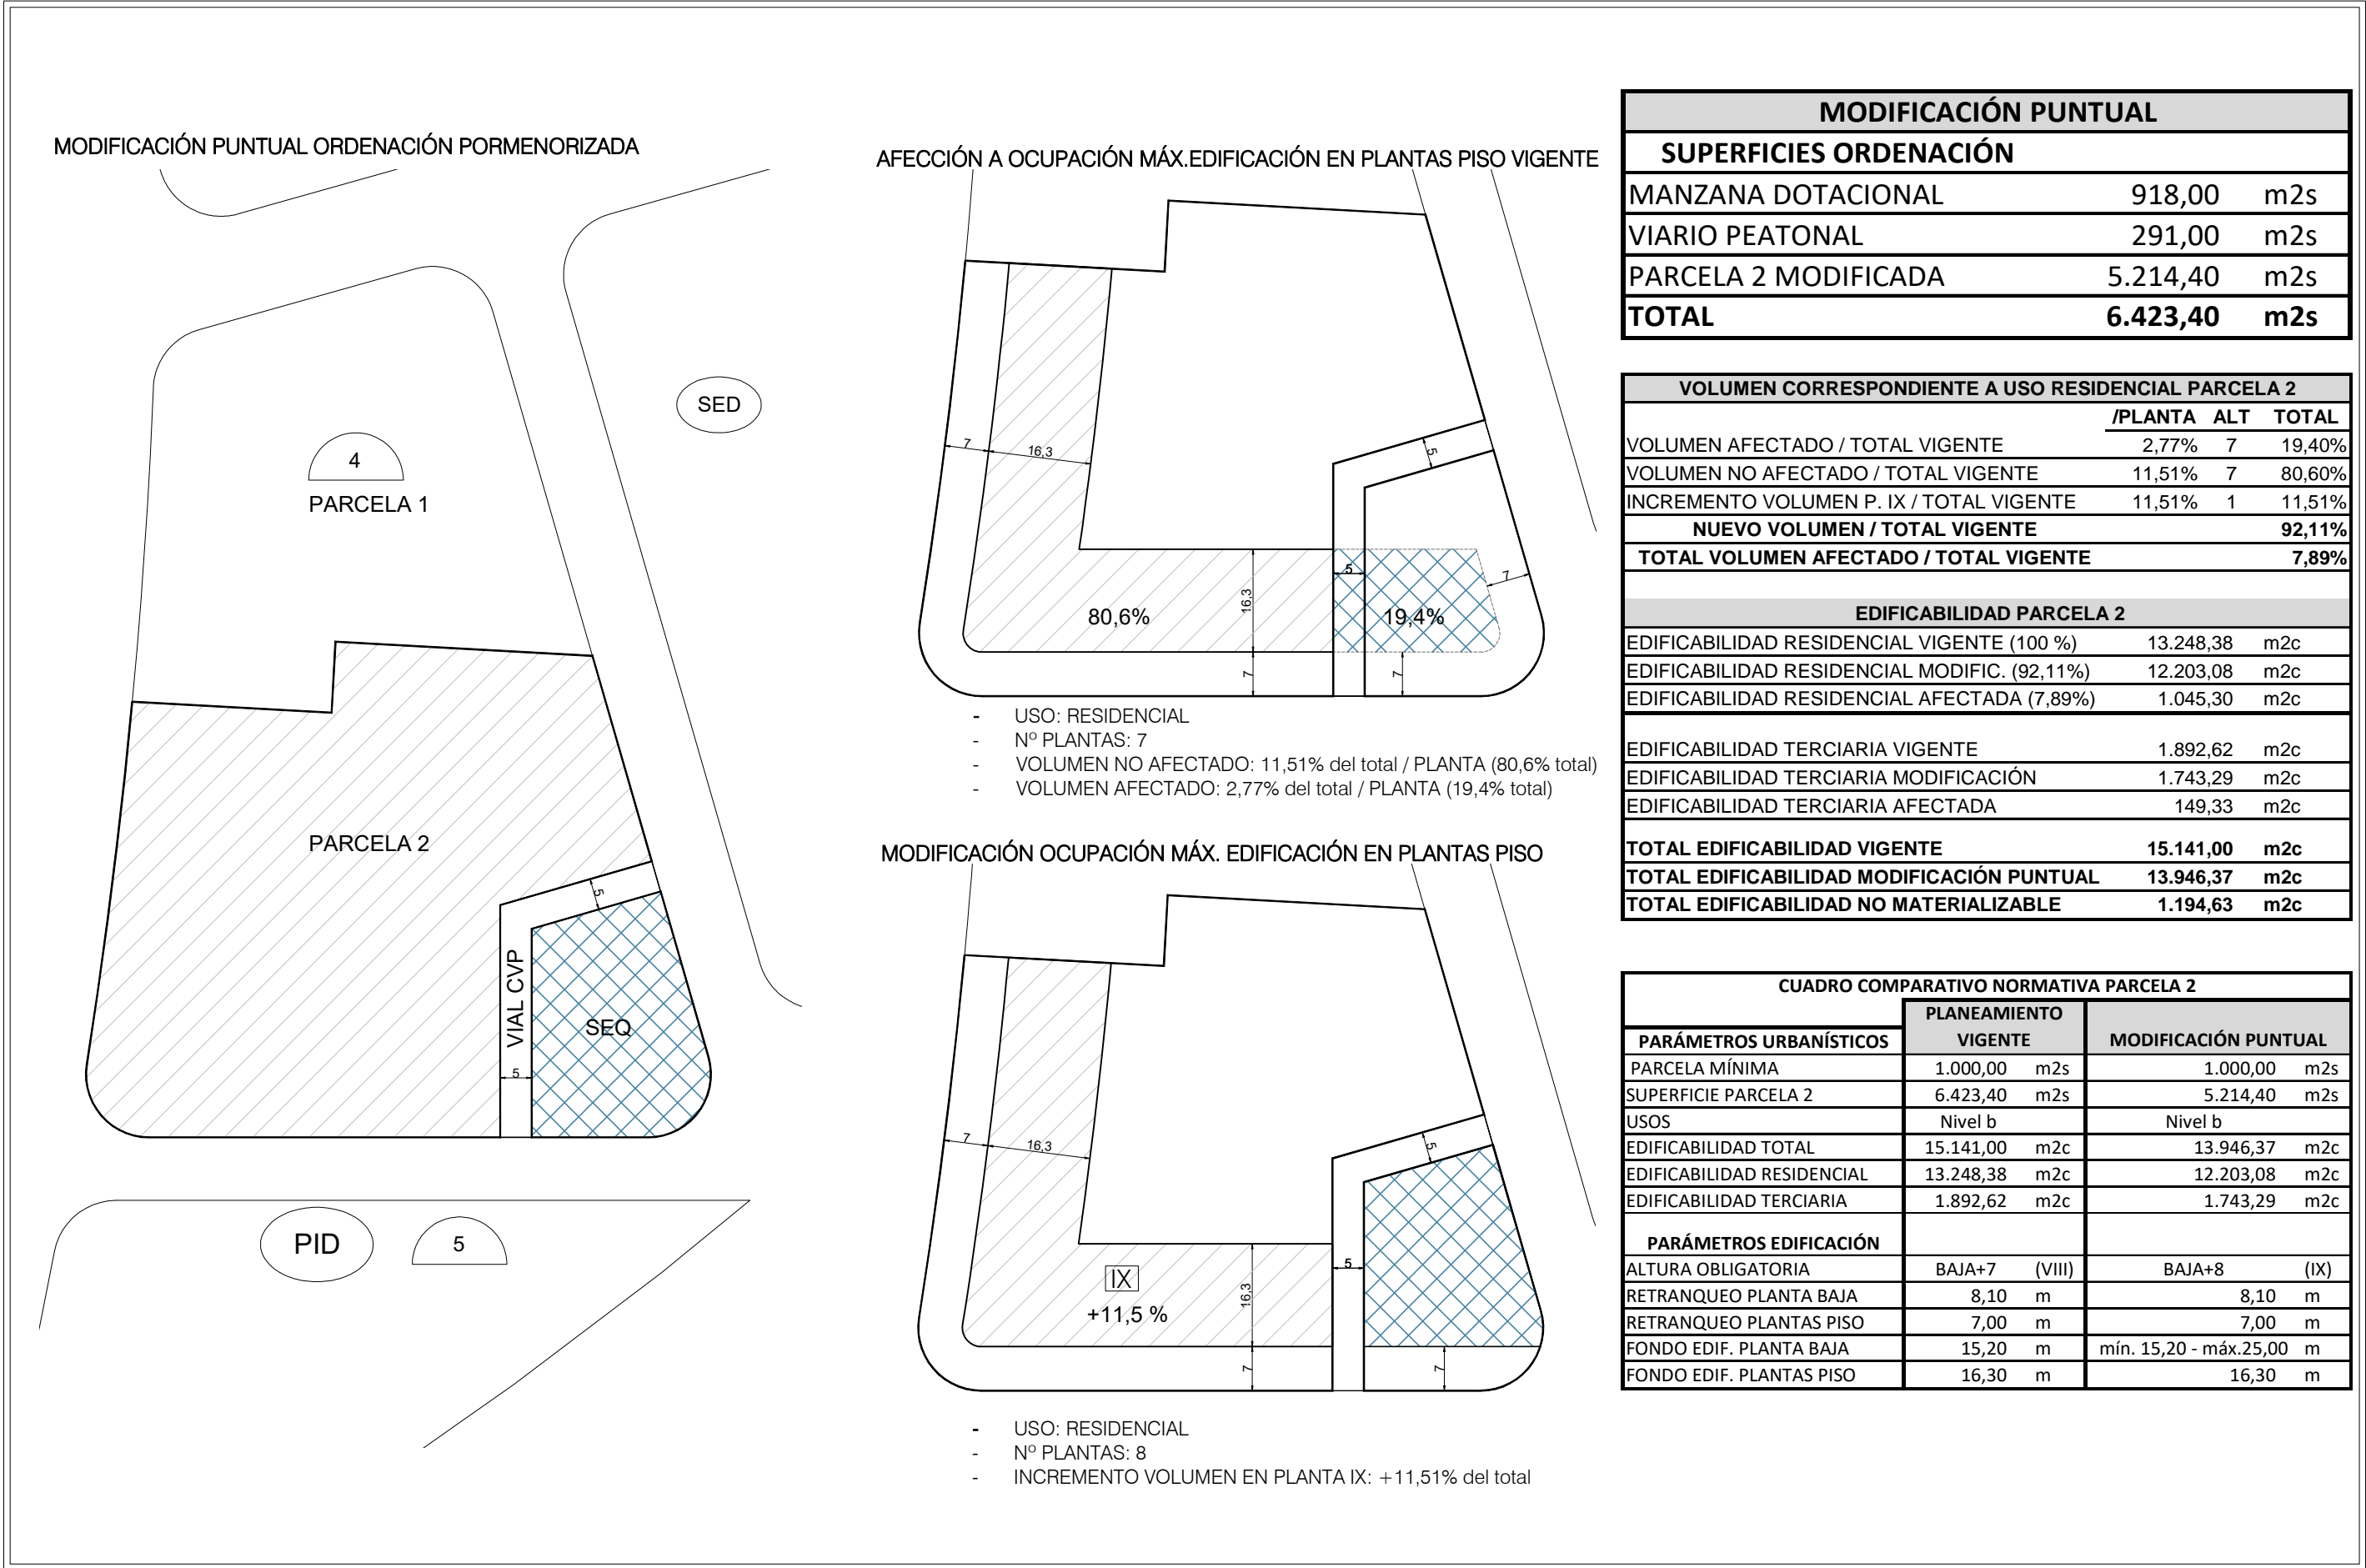 MODIFICACIÓN PUNTUAL ORDENACIÓN PORMENORIZADA
SED
4
PARCELA 1
PARCELA 2
5
VIAL CVP
SEQ
5
PID
5
AFECCIÓN A OCUPACIÓN MÁX.EDIFICACIÓN EN PLANTAS PISO VIGENTE
7
16,3
5
5
7
16,3
80,6%
19,4%
7
7
- USO: RESIDENCIAL
- Nº PLANTAS: 7
- VOLUMEN NO AFECTADO: 11,51% del total / PLANTA (80,6% total)
- VOLUMEN AFECTADO: 2,77% del total / PLANTA (19,4% total)
MODIFICACIÓN OCUPACIÓN MÁX. EDIFICACIÓN EN PLANTAS PISO
7
16,3
5
5
IX
16,3
+11,5 %
7
7
- USO: RESIDENCIAL
- Nº PLANTAS: 8
- INCREMENTO VOLUMEN EN PLANTA IX: +11,51% del total
MODIFICACIÓN PUNTUAL
SUPERFICIES ORDENACIÓN
MANZANA DOTACIONAL 918,00 m2s
VIARIO PEATONAL 291,00 m2s
PARCELA 2 MODIFICADA 5.214,40 m2s
TOTAL 6.423,40 m2s
VOLUMEN CORRESPONDIENTE A USO RESIDENCIAL PARCELA 2
/PLANTA ALT TOTAL
VOLUMEN AFECTADO / TOTAL VIGENTE 2,77% 7 19,40%
VOLUMEN NO AFECTADO / TOTAL VIGENTE 11,51% 7 80,60%
INCREMENTO VOLUMEN P. IX / TOTAL VIGENTE 11,51% 1 11,51%
NUEVO VOLUMEN / TOTAL VIGENTE 92,11%
TOTAL VOLUMEN AFECTADO / TOTAL VIGENTE 7,89%
EDIFICABILIDAD PARCELA 2
EDIFICABILIDAD RESIDENCIAL VIGENTE (100 %) 13.248,38 m2c
EDIFICABILIDAD RESIDENCIAL MODIFIC. (92,11%) 12.203,08 m2c
EDIFICABILIDAD RESIDENCIAL AFECTADA (7,89%) 1.045,30 m2c
EDIFICABILIDAD TERCIARIA VIGENTE 1.892,62 m2c
EDIFICABILIDAD TERCIARIA MODIFICACIÓN 1.743,29 m2c
EDIFICABILIDAD TERCIARIA AFECTADA 149,33 m2c
TOTAL EDIFICABILIDAD VIGENTE 15.141,00 m2c
TOTAL EDIFICABILIDAD MODIFICACIÓN PUNTUAL 13.946,37 m2c
TOTAL EDIFICABILIDAD NO MATERIALIZABLE 1.194,63 m2c
CUADRO COMPARATIVO NORMATIVA PARCELA 2
PLANEAMIENTO
PARÁMETROS URBANÍSTICOS VIGENTE MODIFICACIÓN PUNTUAL
PARCELA MÍNIMA 1.000,00 m2s 1.000,00 m2s
SUPERFICIE PARCELA 2 6.423,40 m2s 5.214,40 m2s
USOS Nivel b Nivel b
EDIFICABILIDAD TOTAL 15.141,00 m2c 13.946,37 m2c
EDIFICABILIDAD RESIDENCIAL 13.248,38 m2c 12.203,08 m2c
EDIFICABILIDAD TERCIARIA 1.892,62 m2c 1.743,29 m2c
PARÁMETROS EDIFICACIÓN
ALTURA OBLIGATORIA BAJA+7 (VIII) BAJA+8 (IX)
RETRANQUEO PLANTA BAJA 8,10 m 8,10 m
RETRANQUEO PLANTAS PISO 7,00 m 7,00 m
FONDO EDIF. PLANTA BAJA 15,20 m mín. 15,20 - máx.25,00 m
FONDO EDIF. PLANTAS PISO 16,30 m 16,30 m